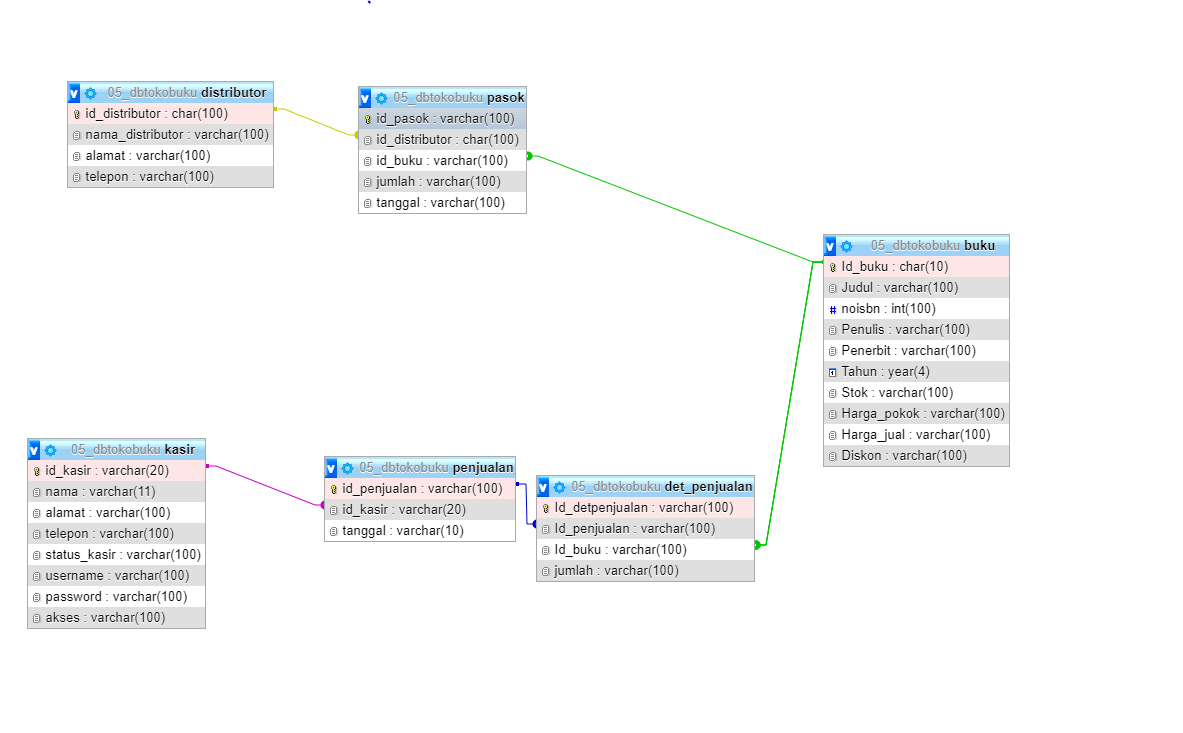 05_dbtokobuku distributor
id_distributor : char(100)
nama_distributor : varchar(100)
alamat : varchar(100)
telepon : varchar(100)
05_dbtokobuku pasok
id_pasok : varchar(100)
id_distributor : char(100)
id_buku : varchar(100)
jumlah : varchar(100)
tanggal : varchar(100)
05_dbtokobuku buku
Id_buku : char(10)
Judul : varchar(100)
# noisbn : int(100)
Penulis : varchar(100)
Penerbit : varchar(100)
Tahun : year(4)
Stok : varchar(100)
Harga_pokok : varchar(100)
Harga_jual : varchar(100)
Diskon : varchar(100)
05_dbtokobuku kasir
id_kasir : varchar(20)
nama : varchar(11)
alamat : varchar(100)
telepon : varchar(100)
status_kasir : varchar(100)
username : varchar(100)
password : varchar(100)
akses : varchar(100)
05_dbtokobuku penjualan
id_penjualan : varchar(100)
id_kasir : varchar(20)
tanggal : varchar(10)
05_dbtokobuku det_penjualan
Id_detpenjualan : varchar(100)
Id_penjualan : varchar(100)
Id_buku : varchar(100)
jumlah : varchar(100)